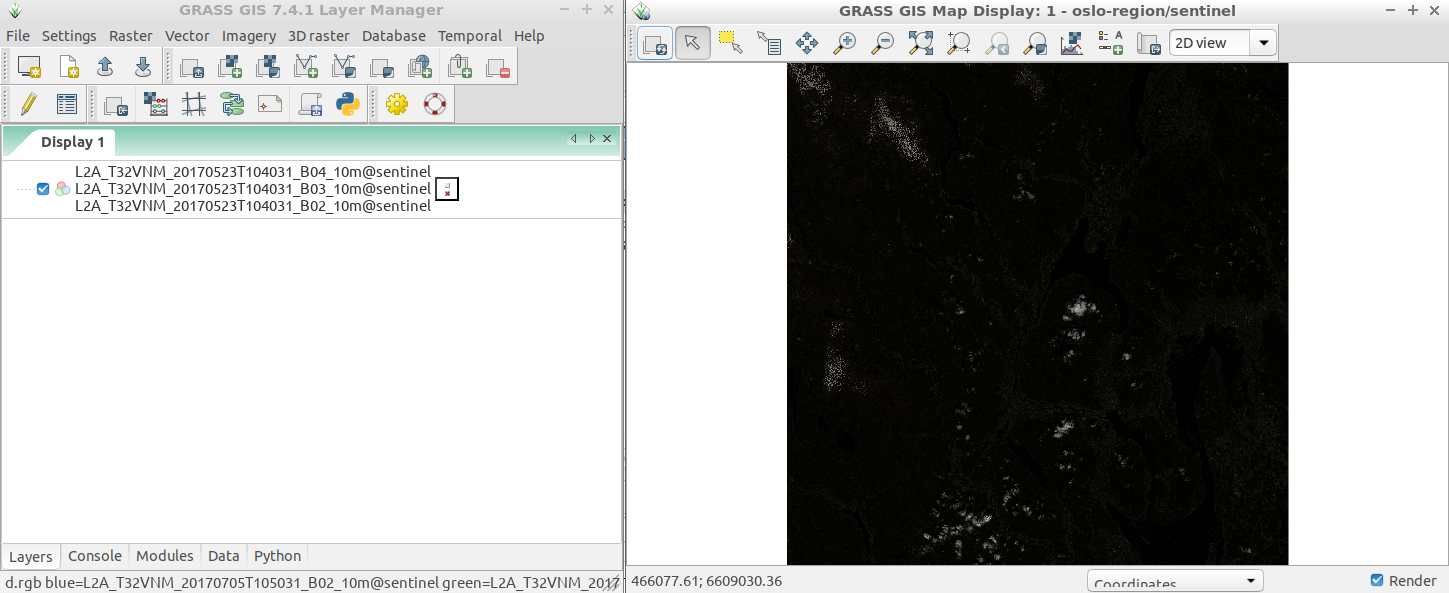 GRASS GIS 7.4.1 Layer Manager
File Settings Raster Vector Imagery 3D raster Database Temporal Help
Display 1
L2A_T32VNM_20170523T104031_B04_10m@sentinel
L2A_T32VNM_20170523T104031_B03_10m@sentinel
L2A_T32VNM_20170523T104031_B02_10m@sentinel
Layers Console Modules Data Python
d.rgb blue=L2A_T32VNM_20170705T105031_B02_10m@sentinel green=L2A_T32VNM_2017
GRASS GIS Map Display: 1 - oslo-region/sentinel
A
2D view
466077.61; 6609030.36
Coordinates
Render